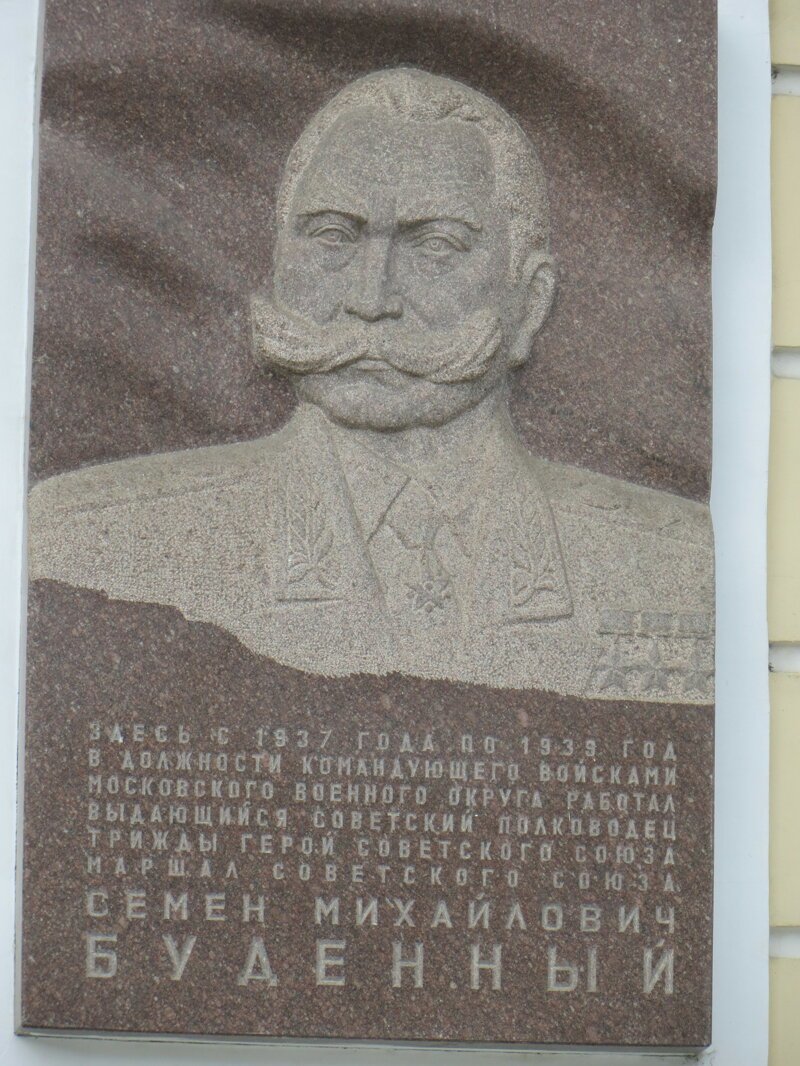 ЗДЕСЬ С 1937 ГОДА ПО 1939 ГОД
В ДОЛЖНОСТИ КОМАНДУЮЩЕГО ВОЙСКАМИ
МОСКОВСКОГО ВОЕННОГО ОКРУГА РАБОТАЛ
ВЫДАЮЩИЙСЯ СОВЕТСКИЙ ПОЛКОВОДЕЦ
ТРИЖДЫ ГЕРОЙ СОВЕТСКОГО СОЮЗА
МАРШАЛ СОВЕТСКОГО СОЮЗА
СЕМЕН МИХАЙЛОВИЧ
БУДЕННЫЙ